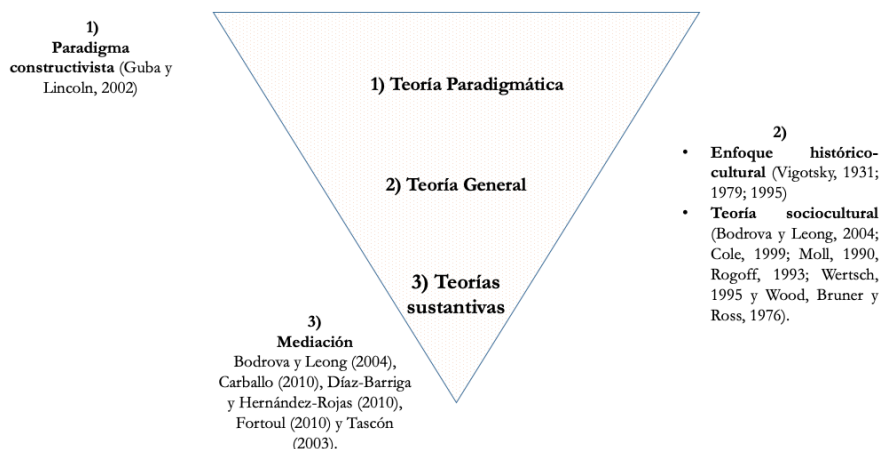 1)
Paradigma
constructivista (Guba y
Lincoln, 2002)
1) Teoría Paradigmática
2) Teoría General
3) Teorías
sustantivas
2)
• Enfoque histórico-
cultural (Vigotsky, 1931;
1979; 1995)
• Teoría sociocultural
(Bodrova y Leong, 2004;
Cole, 1999; Moll, 1990,
Rogoff, 1993; Wertsch,
1995 y Wood, Bruner y
Ross, 1976).
3)
Mediación
Bodrova y Leong (2004),
Carballo (2010), Díaz-Barriga
y Hernández-Rojas (2010),
Fortoul (2010) y Tascón
(2003).